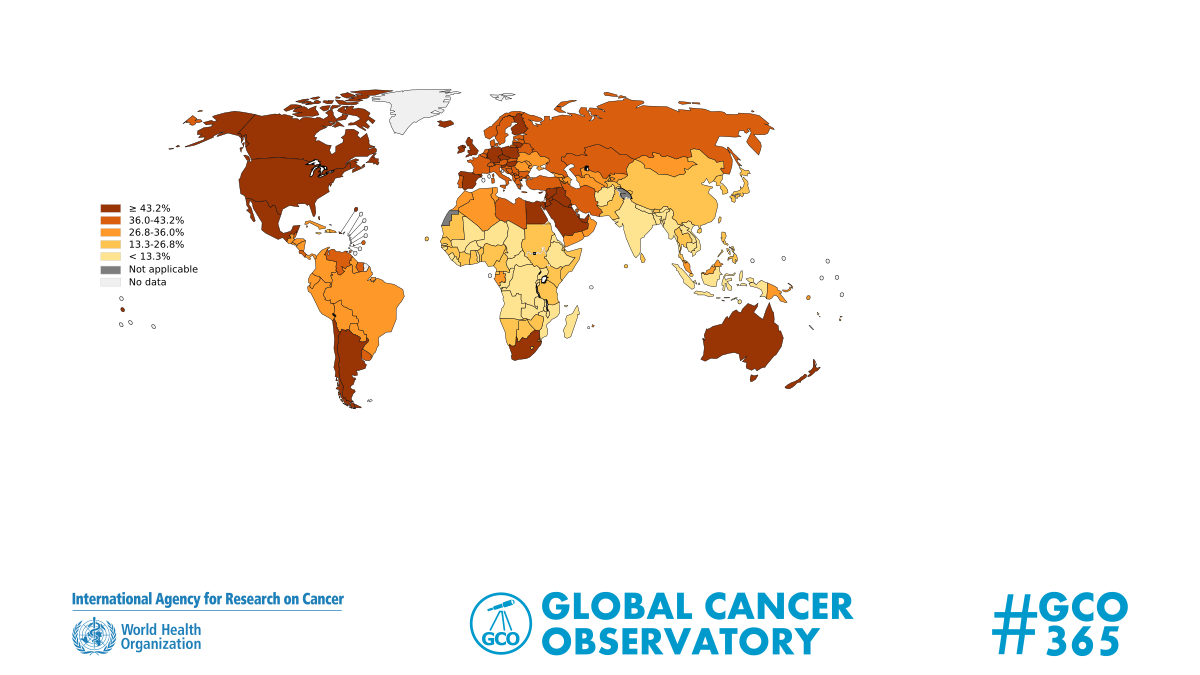 ≥ 43.2%
36.0-43.2%
26.8-36.0%
13.3-26.8%
< 13.3%
Not applicable
No data
International Agency for Research on Cancer
World Health
Organization
GCO
GLOBAL CANCER
OBSERVATORY
#GCO
365